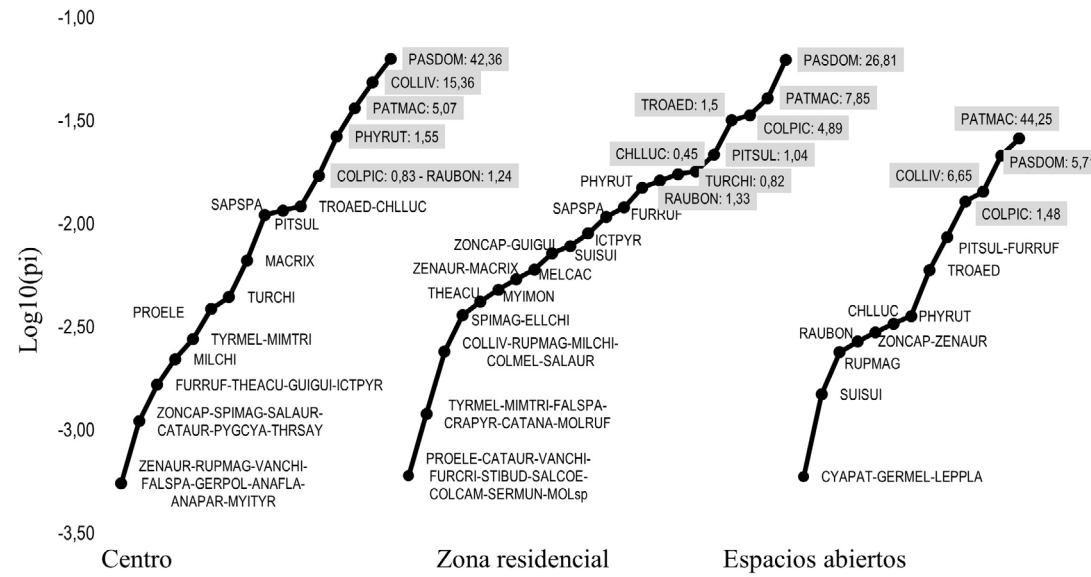 -1,00
-1,50
-2,00
-2,50
-3,00
-3,50
Log10(pi)
PASDOM: 42,36
COLLIV: 15,36
PATMAC: 5,07
PHYRUT: 1,55
COLPIC: 0,83 - RAUBON: 1,24
TROAED-CHLLUC
SAPSPA
PITSUL
MACRIX
TURCHI
PROELE
TYRMEL-MIMTRI
MILCHI
FURRUF-THEACU-GUIGUI-ICTPYR
ZONCAP-SPIMAG-SALAUR-
CATAUR-PYGCYA-THRSAY
ZENAUR-RUPMAG-VANCHI-
FALSPA-GERPOL-ANAFLA-
ANAPAR-MYITYR
Centro
PASDOM: 26,81
PATMAC: 7,85
TROAED: 1,5
COLPIC: 4,89
PITSUL: 1,04
CHLLUC: 0,45
TURCHI: 0,82
RAUBON: 1,33
PHYRUT
FURRUF
SAPSPA
ICTPYR
ZONCAP-GUIGUI
SUISUI
ZENAUR-MACRIX
MELCAC
THEACU
MYIMON
SPIMAG-ELLCHI
COLLIV-RUPMAG-MILCHI-
COLMEL-SALAUR
TYRMEL-MIMTRI-FALSPA-
CRAPYR-CATANA-MOLRUF
PROELE-CATAUR-VANCHI-
FURCRI-STIBUD-SALCOE-
COLCAM-SERMUN-MOLsp
Zona residencial
PATMAC: 44,25
PASDOM: 5,71
COLLIV: 6,65
COLPIC: 1,48
PITSUL-FURRUF
TROAED
CHLLUC
PHYRUT
RAUBON
ZONCAP-ZENAUR
RUPMAG
SUISUI
CYAPAT-GERMEL-LEPPLA
Espacios abiertos